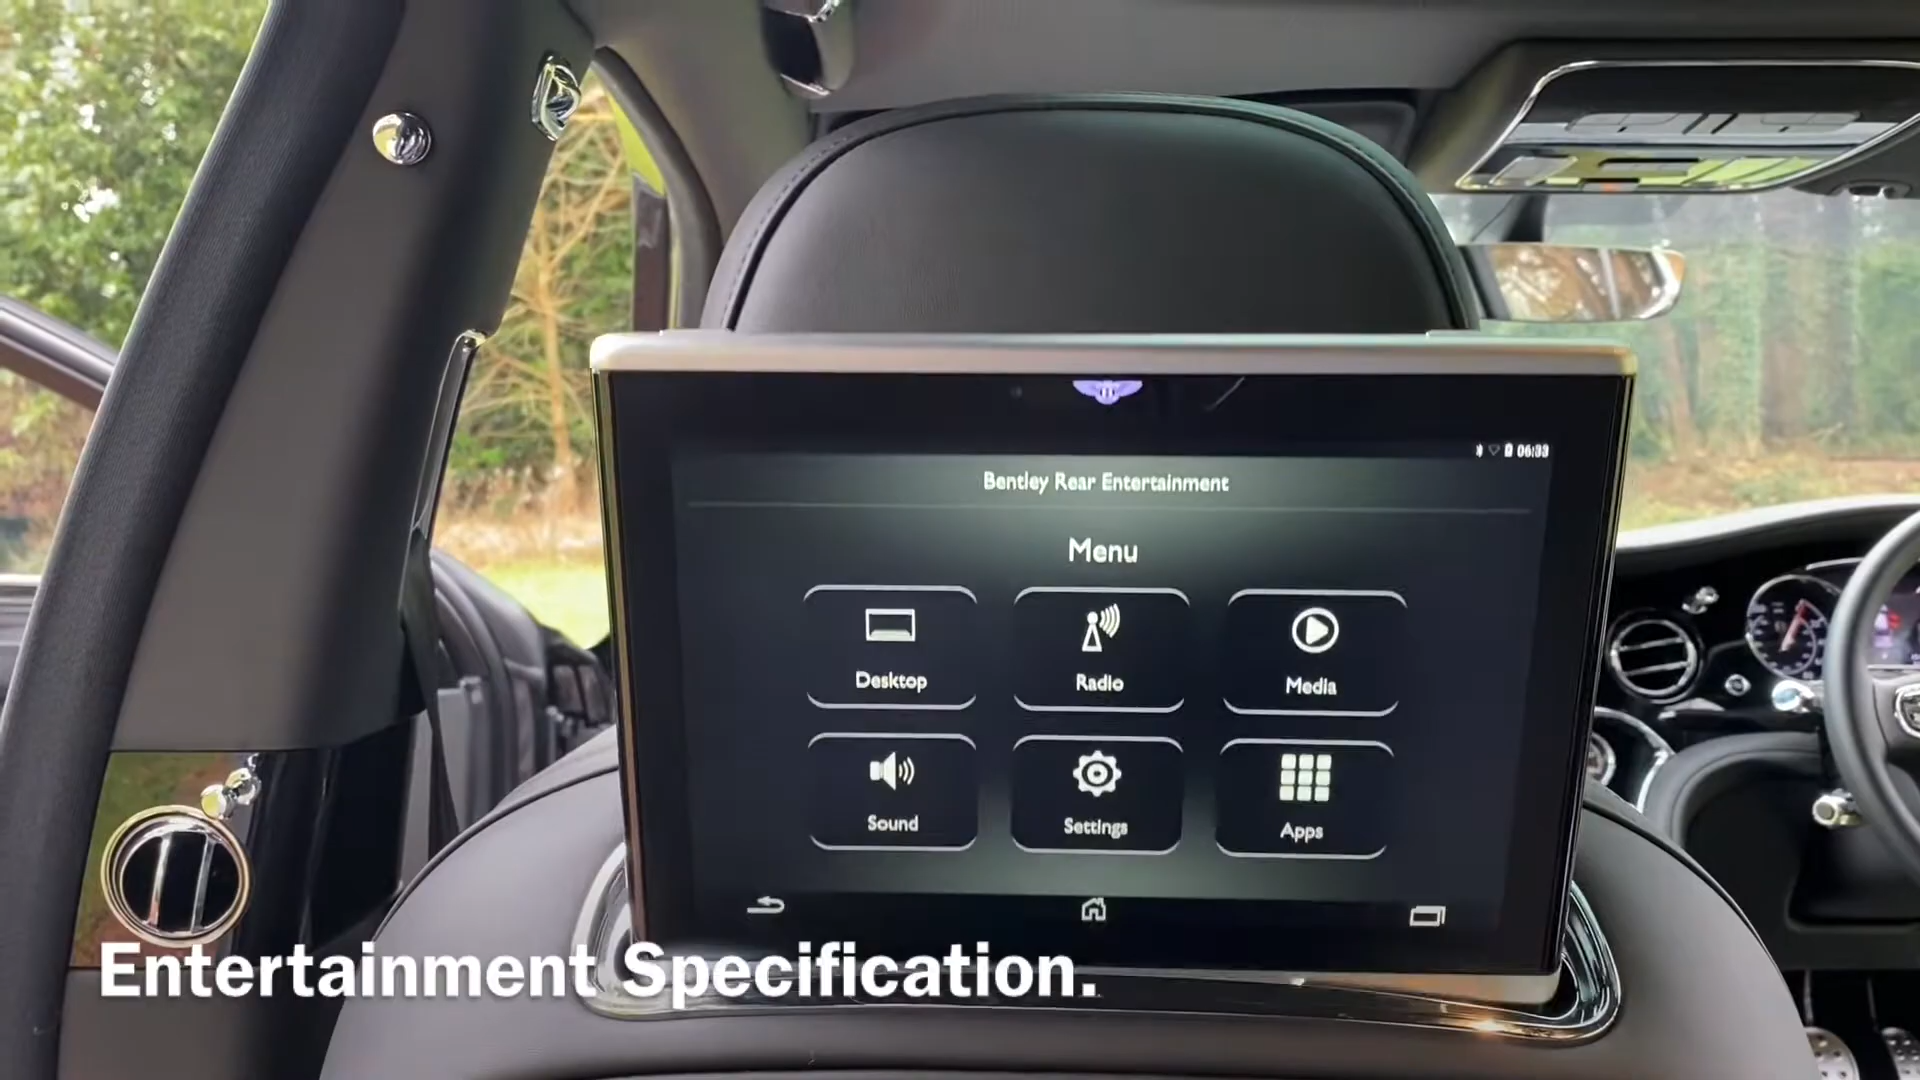 06:33
Bentley Rear Entertainment
Menu
Desktop
Radio
Media
Sound
Settings
Apps
Entertainment Specification.